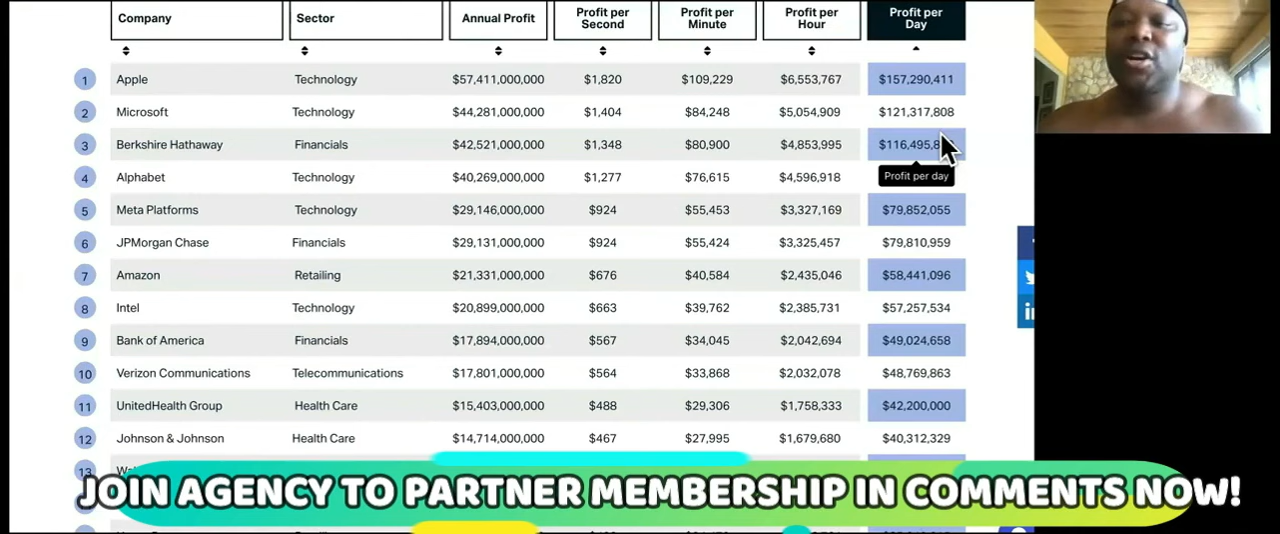 Company Sector Annual Profit Profit per Second Profit per Minute Profit per Hour Profit per Day
1 Apple Technology $57,411,000,000 $1,820 $109,229 $6,553,767 $157,290,411
2 Microsoft Technology $44,281,000,000 $1,404 $84,248 $5,054,909 $121,317,808
3 Berkshire Hathaway Financials $42,521,000,000 $1,348 $80,900 $4,853,995
4 Alphabet Technology $40,269,000,000 $1,277 $76,615 $4,596,918 Profit per day
5 Meta Platforms Technology $29,146,000,000 $924 $55,453 $3,327,169 $79,852,055
6 JPMorgan Chase Financials $29,131,000,000 $924 $55,424 $3,325,457 $79,810,959
7 Amazon Retailing $21,331,000,000 $676 $40,584 $2,435,046 $58,441,096
8 Intel Technology $20,899,000,000 $663 $39,762 $2,385,731 $57,257,534
9 Bank of America Financials $17,894,000,000 $567 $34,045 $2,042,694 $49,024,658
10 Verizon Communications Telecommunications $17,801,000,000 $564 $33,868 $2,032,078 $48,769,863
11 UnitedHealth Group Health Care $15,403,000,000 $488 $29,306 $1,758,333 $42,200,000
12 Johnson & Johnson Health Care $14,714,000,000 $467 $27,995 $1,679,680 $40,312,329
13
JOIN AGENCY TO PARTNER MEMBERSHIP IN COMMENTS NOW!